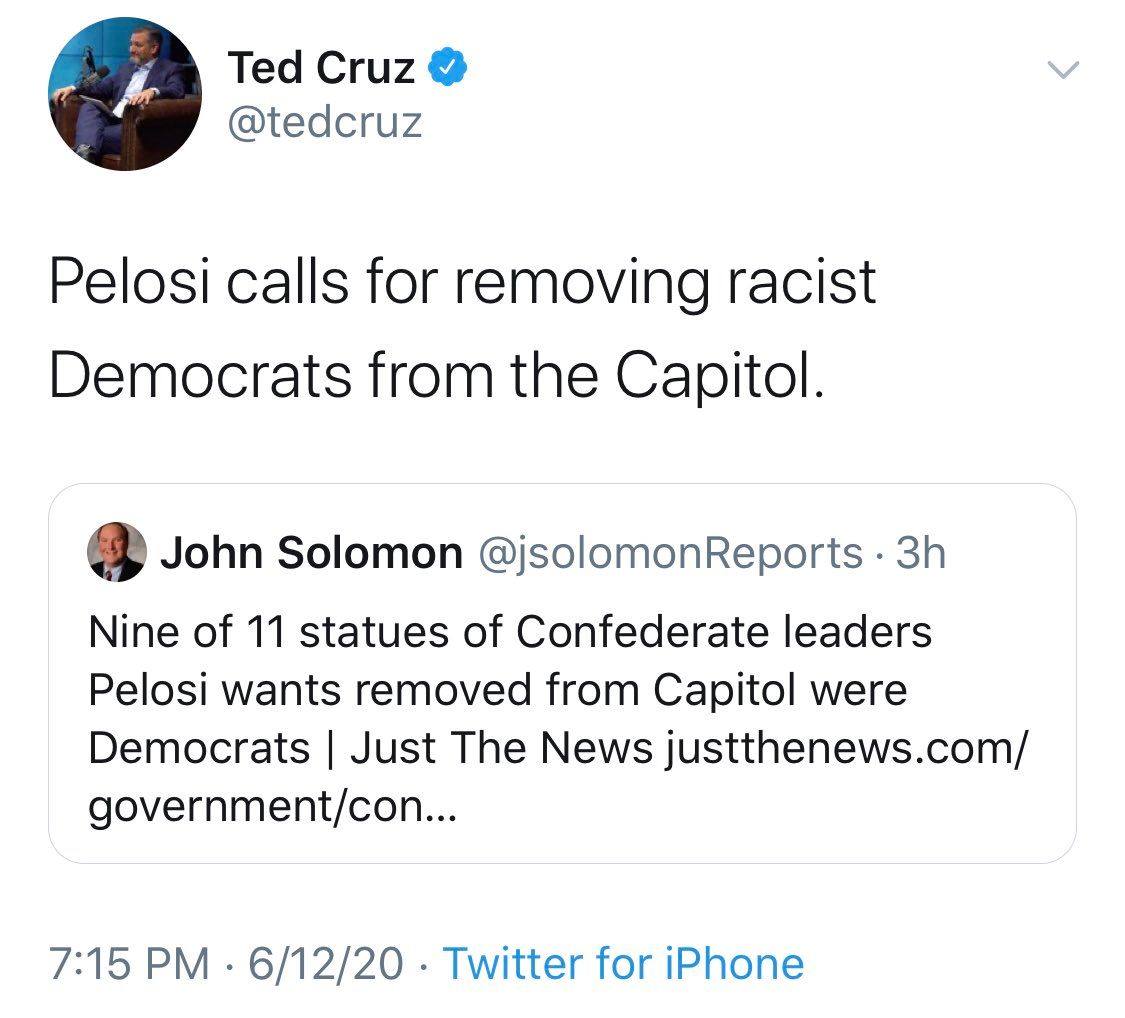 Ted Cruz
@tedcruz
Pelosi calls for removing racist
Democrats from the Capitol.
John Solomon @jsolomonReports · 3h
Nine of 11 statues of Confederate leaders
Pelosi wants removed from Capitol were
Democrats | Just The News justthenews.com/
government/con...
7:15 PM · 6/12/20 · Twitter for iPhone